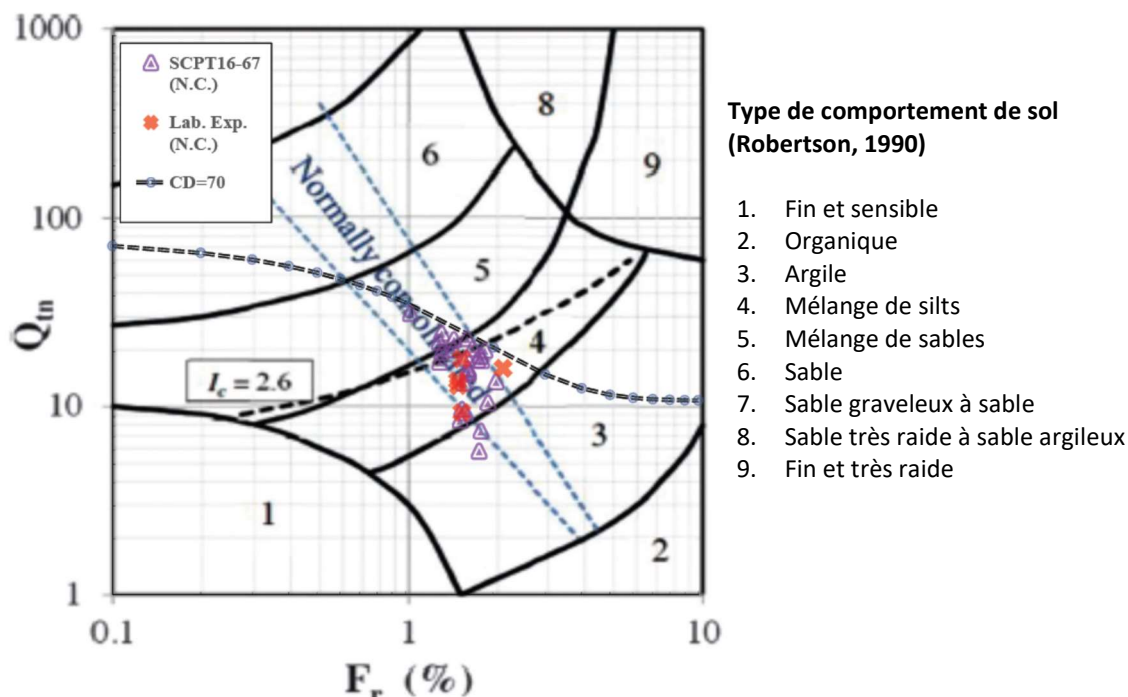 1000
100
10
1
0.1
1
10
Q_tn
F_r (%)
SCPT16-67
(N.C.)
Lab. Exp.
(N.C.)
CD=70
Normally consolidated
I_c = 2.6
1
2
3
4
5
6
8
9
Type de comportement de sol
(Robertson, 1990)
1. Fin et sensible
2. Organique
3. Argile
4. Mélange de silts
5. Mélange de sables
6. Sable
7. Sable graveleux à sable
8. Sable très raide à sable argileux
9. Fin et très raide